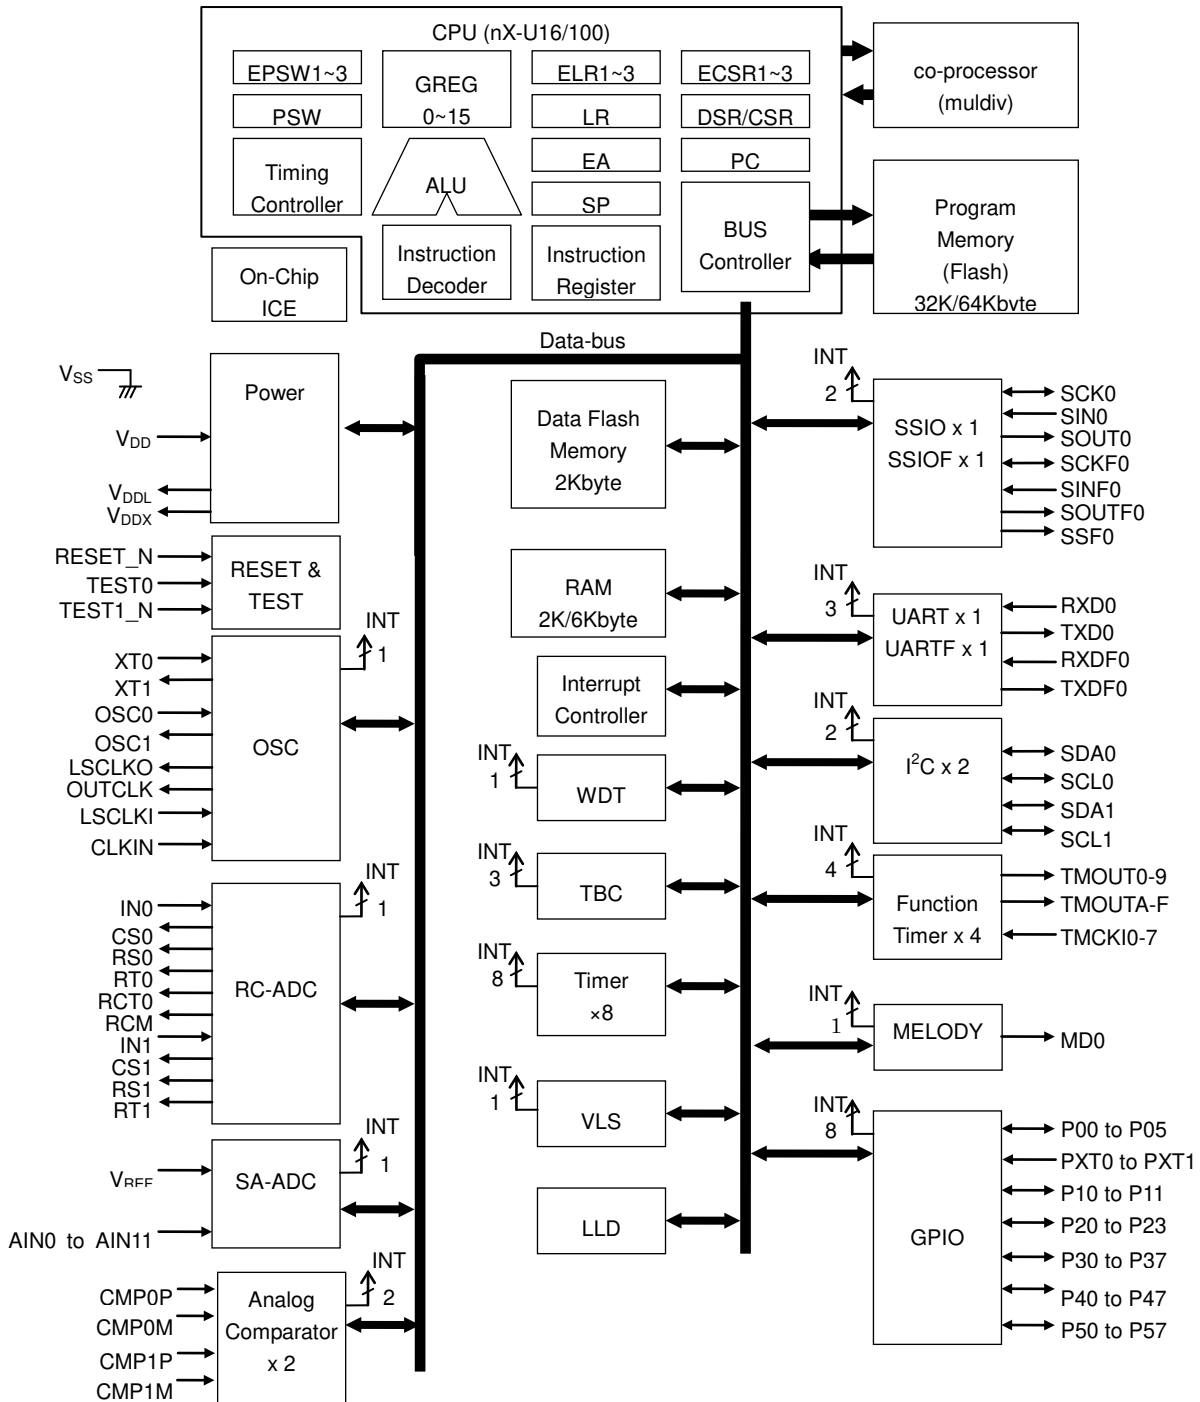 CPU (nX-U16/100)
EPSW1~3
GREG
0~15
ELR1~3
ECSR1~3
PSW
LR
DSR/CSR
Timing
Controller
ALU
EA
PC
SP
BUS
Controller
Instruction
Decoder
Instruction
Register
On-Chip
ICE
co-processor
(muldiv)
Program
Memory
(Flash)
32K/64Kbyte
Data-bus
VSS
VDD
VDDL
VDDX
Power
RESET_N
TEST0
TEST1_N
RESET &
TEST
INT
1
XT0
XT1
OSC0
OSC1
LSCLKO
OUTCLK
LSCLKI
CLKIN
OSC
INT
1
IN0
CS0
RS0
RT0
RCT0
RCM
IN1
CS1
RS1
RT1
RC-ADC
INT
1
VREF
AIN0 to AIN11
SA-ADC
INT
2
CMP0P
CMP0M
CMP1P
CMP1M
Analog
Comparator
x 2
Data Flash
Memory
2Kbyte
RAM
2K/6Kbyte
Interrupt
Controller
INT
1
WDT
INT
3
TBC
INT
8
Timer
×8
INT
1
VLS
LLD
INT
2
SSIO x 1
SSIOF x 1
SCK0
SIN0
SOUT0
SCKF0
SINF0
SOUTF0
SSF0
INT
3
UART x 1
UARTF x 1
RXD0
TXD0
RXDF0
TXDF0
INT
2
I2C x 2
SDA0
SCL0
SDA1
SCL1
INT
4
Function
Timer x 4
TMOUT0-9
TMOUTA-F
TMCKI0-7
INT
1
MELODY
MD0
INT
8
GPIO
P00 to P05
PXT0 to PXT1
P10 to P11
P20 to P23
P30 to P37
P40 to P47
P50 to P57